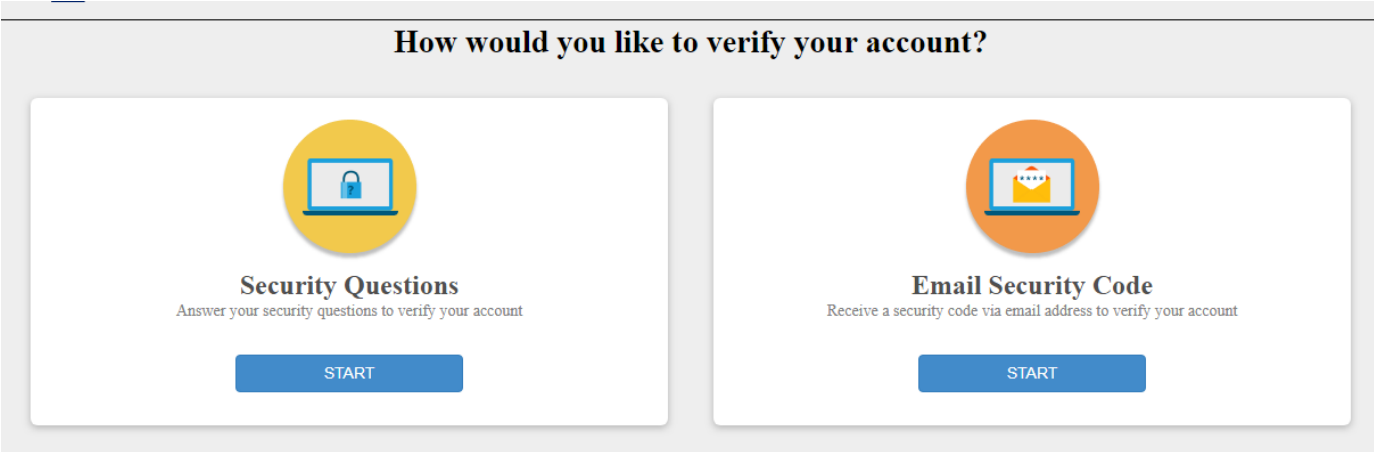 How would you like to verify your account?
?
****
Security Questions
Answer your security questions to verify your account
START
Email Security Code
Receive a security code via email address to verify your account
START